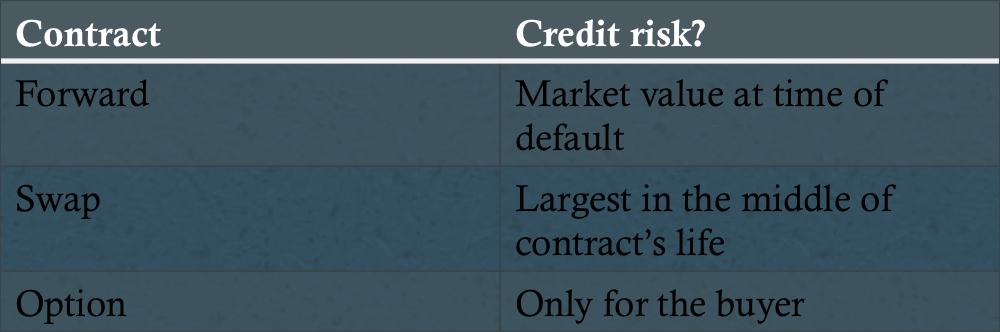 Contract
Credit risk?
Forward
Market value at time of
default
Swap
Largest in the middle of
contract's life
Option
Only for the buyer